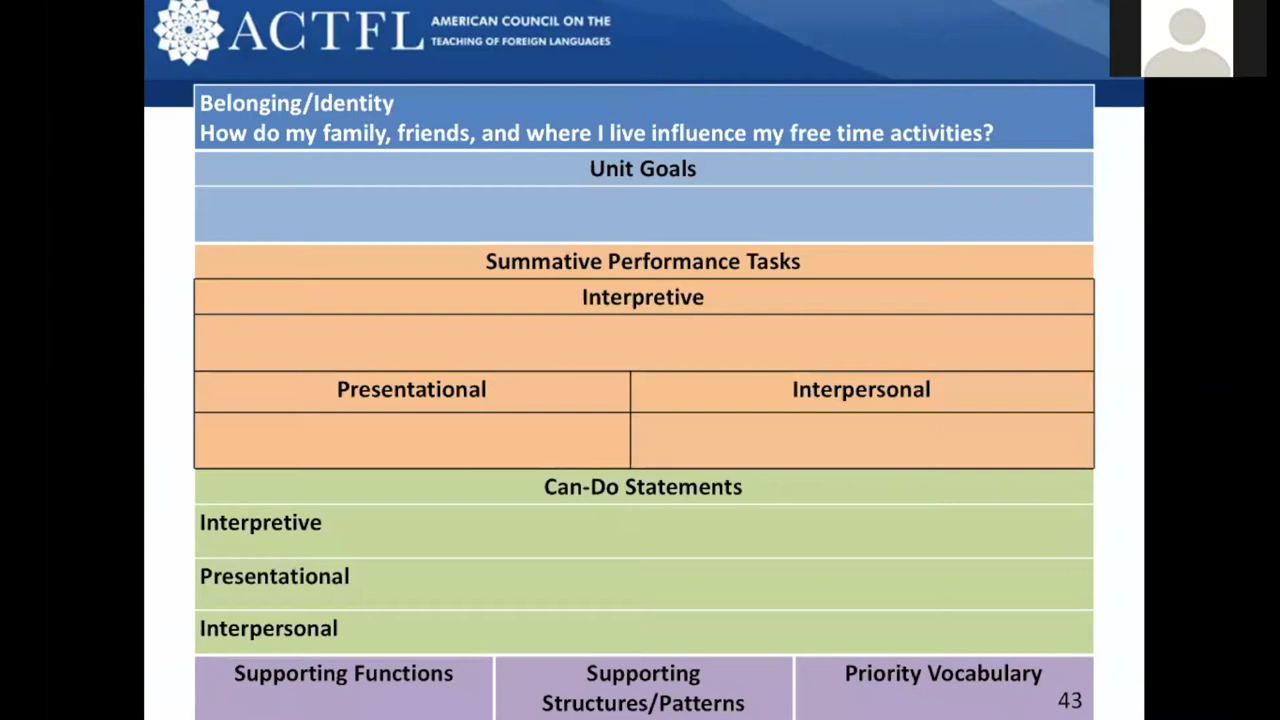 ACTFL
AMERICAN COUNCIL ON THE
TEACHING OF FOREIGN LANGUAGES
Belonging/Identity
How do my family, friends, and where I live influence my free time activities?
Unit Goals
Summative Performance Tasks
Interpretive
Presentational
Interpersonal
Can-Do Statements
Interpretive
Presentational
Interpersonal
Supporting Functions
Supporting
Structures/Patterns
Priority Vocabulary
43